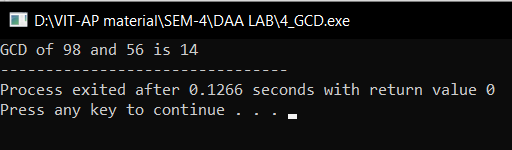 D:\VIT-AP material\SEM-4\DAA LAB\4_GCD.exe
GCD of 98 and 56 is 14
--------------------------------
Process exited after 0.1266 seconds with return value 0
Press any key to continue . . .